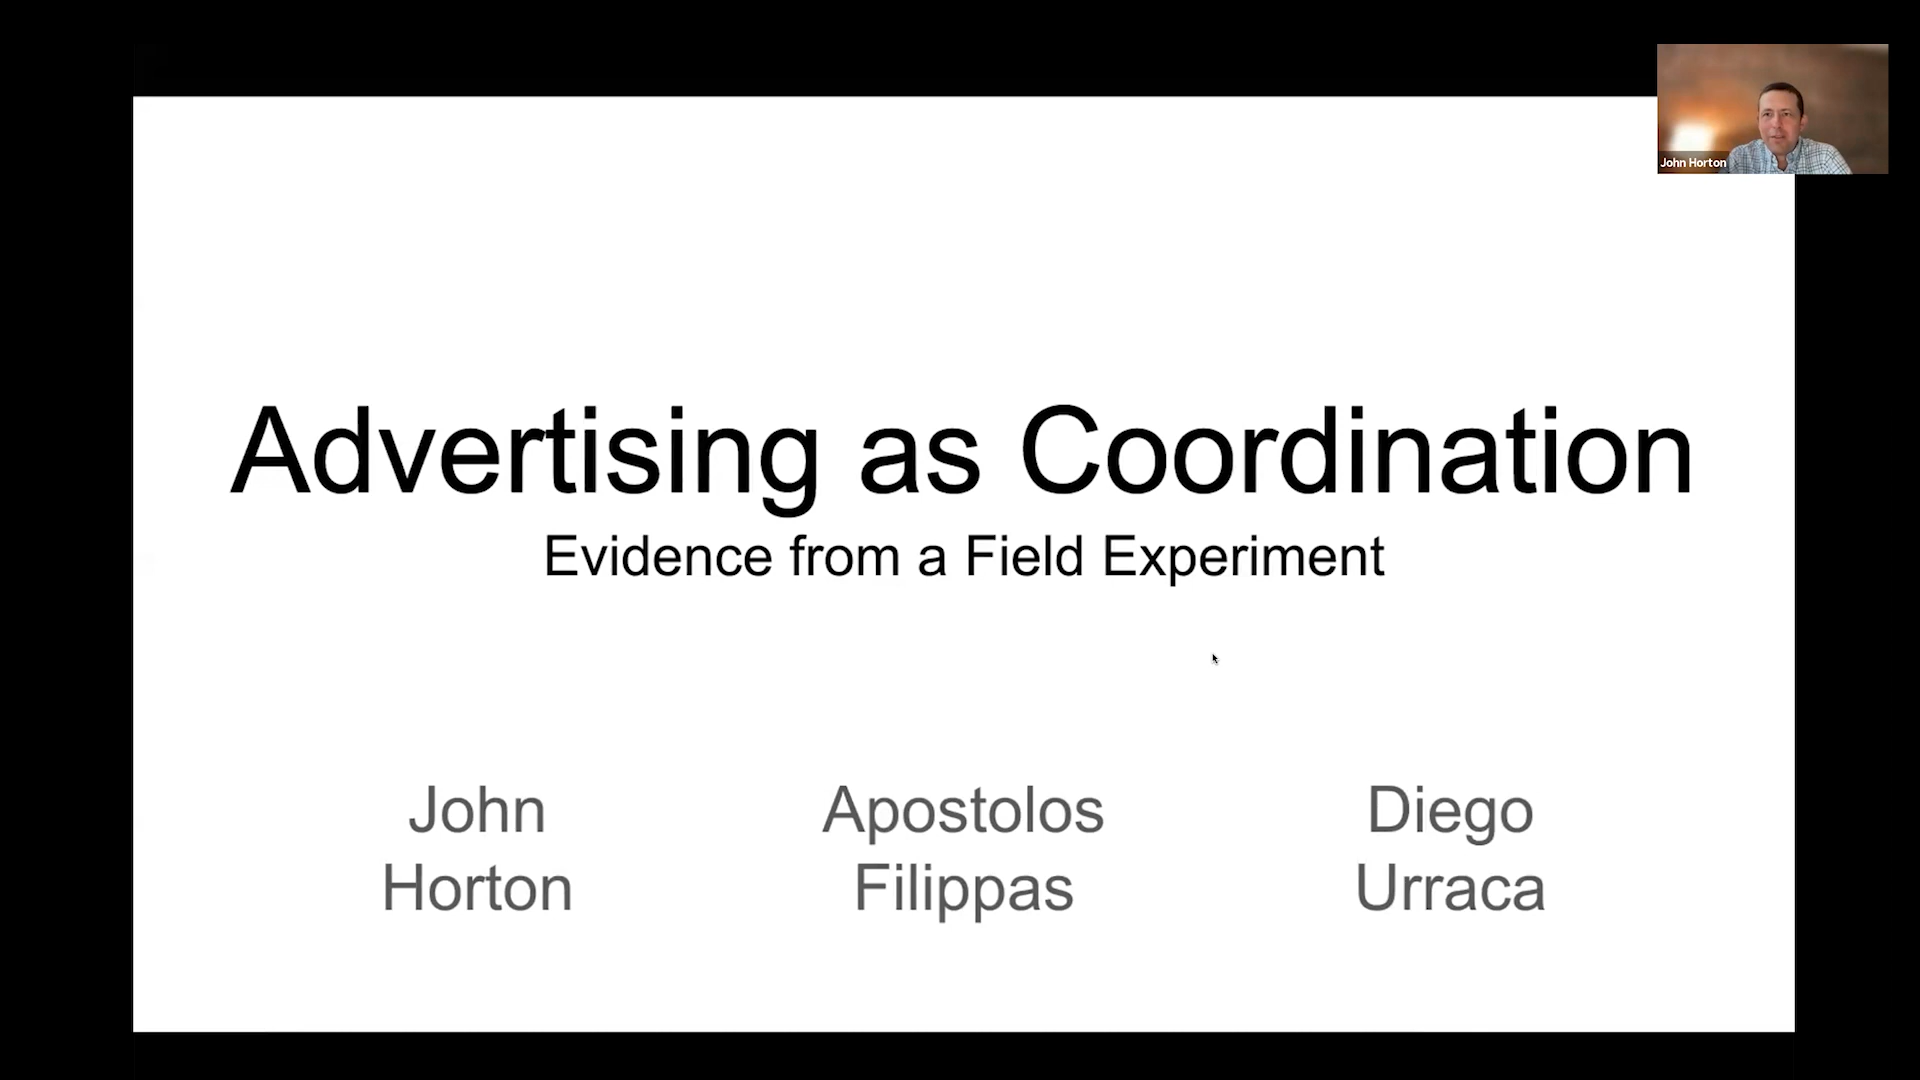 John Horton
Advertising as Coordination
Evidence from a Field Experiment
John
Horton
Apostolos
Filippas
Diego
Urraca